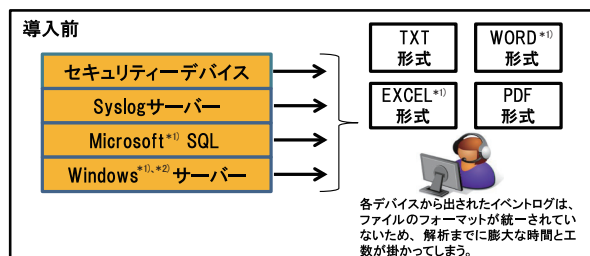 導入前
セキュリティーデバイス
Syslogサーバー
Microsoft*1) SQL
Windows*1)、*2)サーバー
TXT
形式
WORD*1)
形式
EXCEL*1)
形式
PDF
形式
各デバイスから出されたイベントログは、
ファイルのフォーマットが統一されてい
ないため、解析までに膨大な時間と工
数が掛かってしまう。